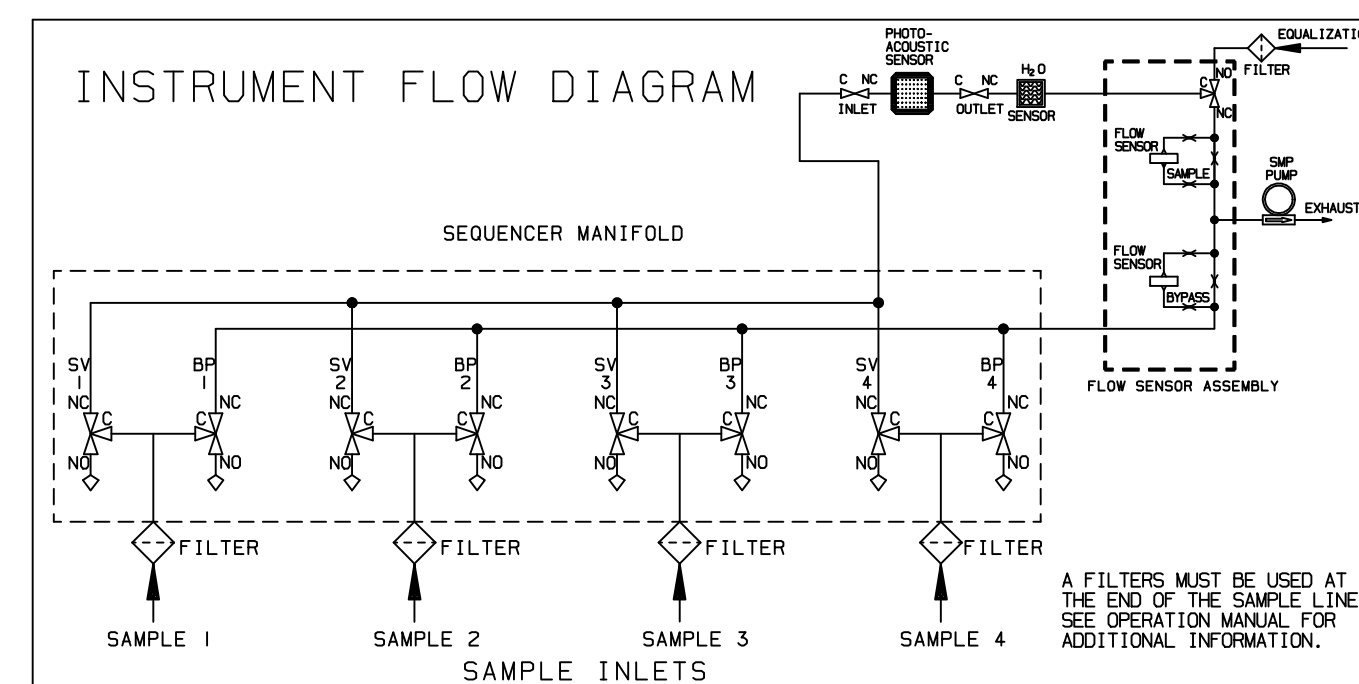 INSTRUMENT FLOW DIAGRAM
PHOTO-
ACOUSTIC
SENSOR
C NC
INLET
C NC
OUTLET
H2O
SENSOR
EQUALIZATIO
FILTER
NO
C
NC
FLOW
SENSOR
SAMPLE
SMP
PUMP
EXHAUST
FLOW
SENSOR
BYPASS
FLOW SENSOR ASSEMBLY
SEQUENCER MANIFOLD
SV
1
BP
1
SV
2
BP
2
SV
3
BP
3
SV
4
BP
4
NC
C
NO
NC
C
NO
NC
C
NO
NC
C
NO
NC
C
NO
NC
C
NO
NC
C
NO
NC
C
NO
FILTER
FILTER
FILTER
FILTER
SAMPLE 1
SAMPLE 2
SAMPLE 3
SAMPLE 4
SAMPLE INLETS
A FILTERS MUST BE USED AT
THE END OF THE SAMPLE LINE
SEE OPERATION MANUAL FOR
ADDITIONAL INFORMATION.